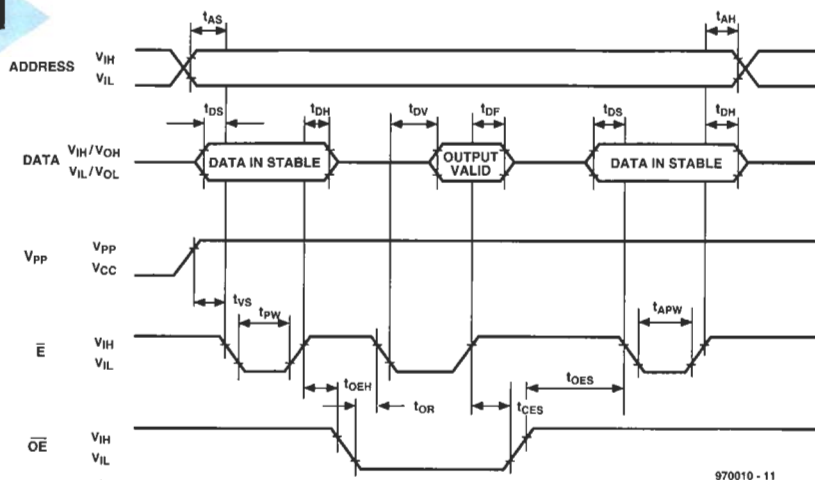 tAS
tAH
ADDRESS VIH
VIL
tDS
tDH
tDV
tDF
tDS
tDH
DATA VIH/VOH
VIL/VOL
DATA IN STABLE
OUTPUT
VALID
DATA IN STABLE
VPP
VPP
VCC
tVS
tPW
tAPW
E̅
VIH
VIL
tOEH
tOR
tCES
tOES
O̅E̅
VIH
VIL
970010 - 11